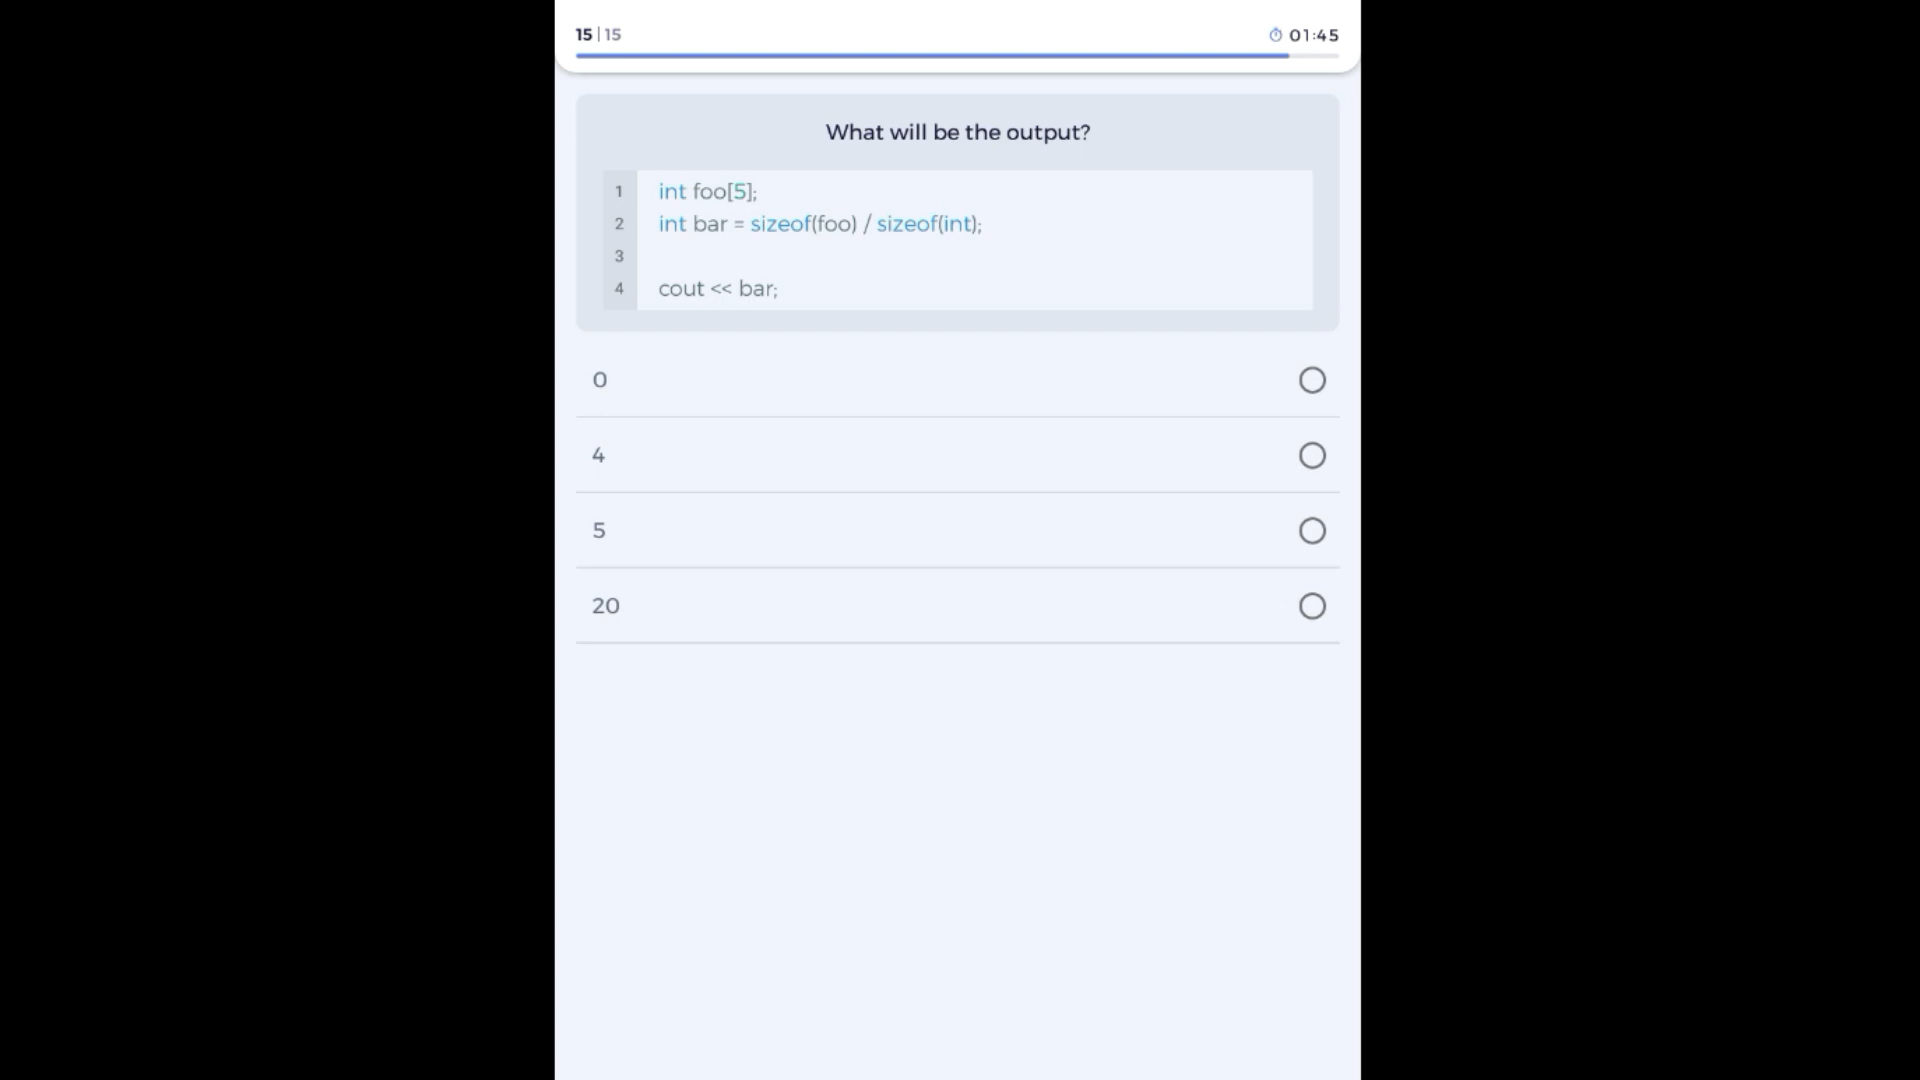 15 | 15
01:45
What will be the output?
1 int foo[5];
2 int bar = sizeof(foo) / sizeof(int);
3
4 cout << bar;
0
4
5
20